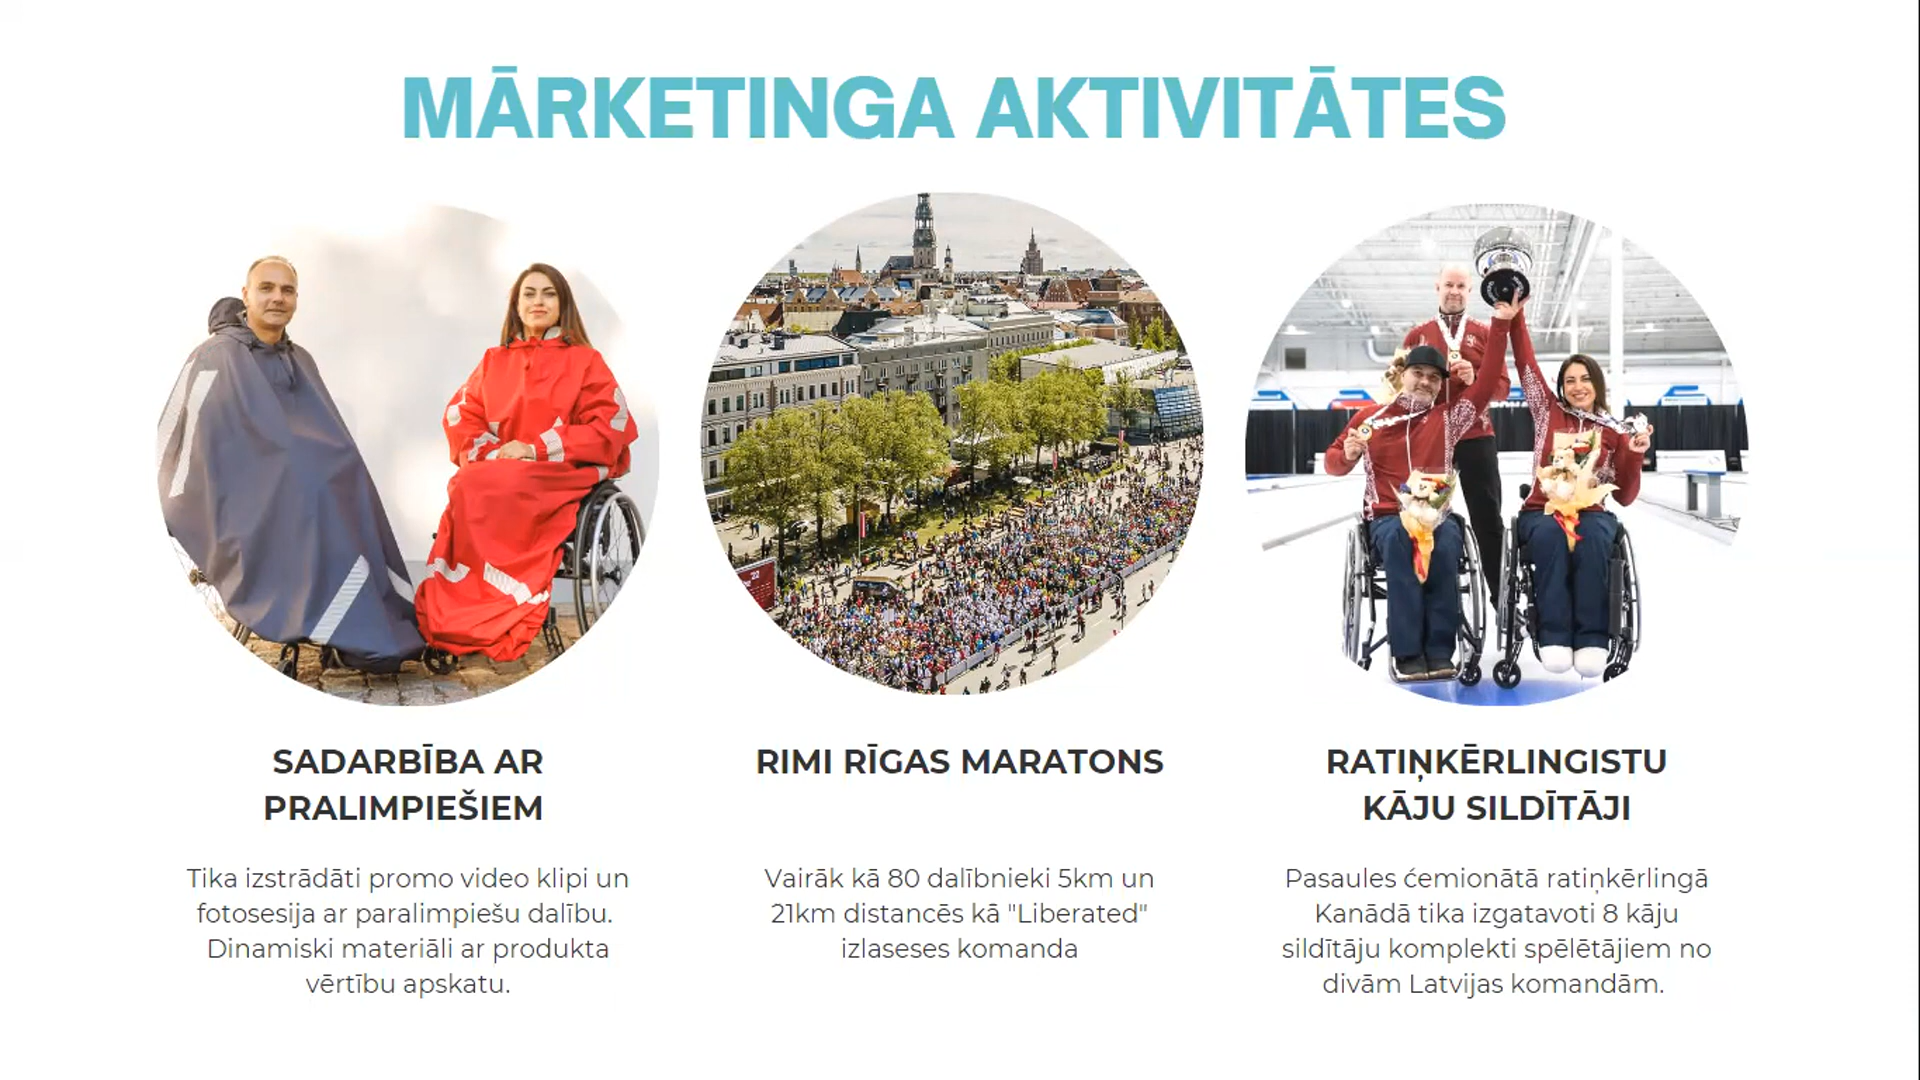 MĀRKETINGA AKTIVITĀTES
SADARBĪBA AR
PRALIMPIEŠIEM
Tika izstrādāti promo video klipi un
fotosesija ar paralimpiešu dalību.
Dinamiski materiāli ar produkta
vērtību apskatu.
RIMI RĪGAS MARATONS
Vairāk kā 80 dalībnieki 5km un
21km distancēs kā "Liberated"
izlaseses komanda
RATIŅKĒRLINGISTU
KĀJU SILDĪTĀJI
Pasaules ćemionātā ratiņkērlingā
Kanādā tika izgatavoti 8 kāju
sildītāju komplekti spēlētājiem no
divām Latvijas komandām.